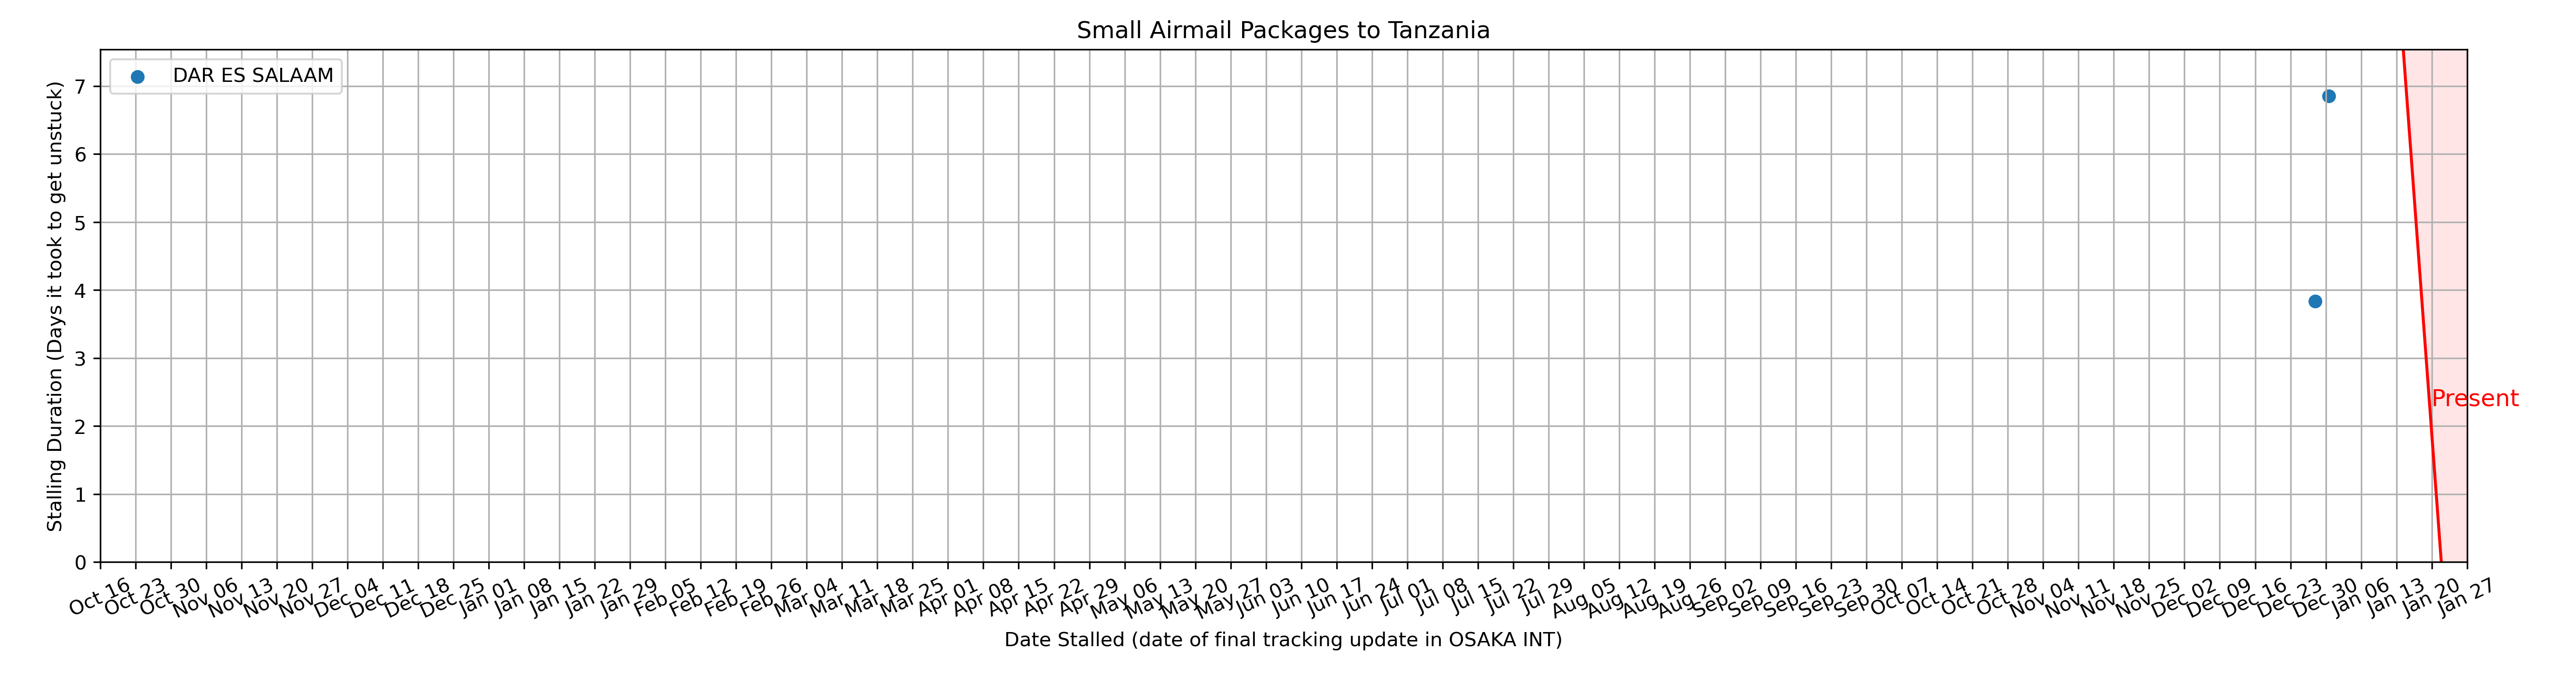 Small Airmail Packages to Tanzania
DAR ES SALAAM
Stalling Duration (Days it took to get unstuck)
7
6
5
4
3
2
1
0
Present
Oct 16 Oct 23 Oct 30 Nov 06 Nov 13 Nov 20 Nov 27 Dec 04 Dec 11 Dec 18 Dec 25 Jan 01 Jan 08 Jan 15 Jan 22 Jan 29 Feb 05 Feb 12 Feb 19 Feb 26 Mar 04 Mar 11 Mar 18 Mar 25 Apr 01 Apr 08 Apr 15 Apr 22 Apr 29 May 06 May 13 May 20 May 27 Jun 03 Jun 10 Jun 17 Jun 24 Jul 01 Jul 08 Jul 15 Jul 22 Jul 29 Aug 05 Aug 12 Aug 19 Aug 26 Sep 02 Sep 09 Sep 16 Sep 23 Sep 30 Oct 07 Oct 14 Oct 21 Oct 28 Nov 04 Nov 11 Nov 18 Nov 25 Dec 02 Dec 09 Dec 16 Dec 23 Dec 30 Jan 06 Jan 13 Jan 20 Jan 27
Date Stalled (date of final tracking update in OSAKA INT)